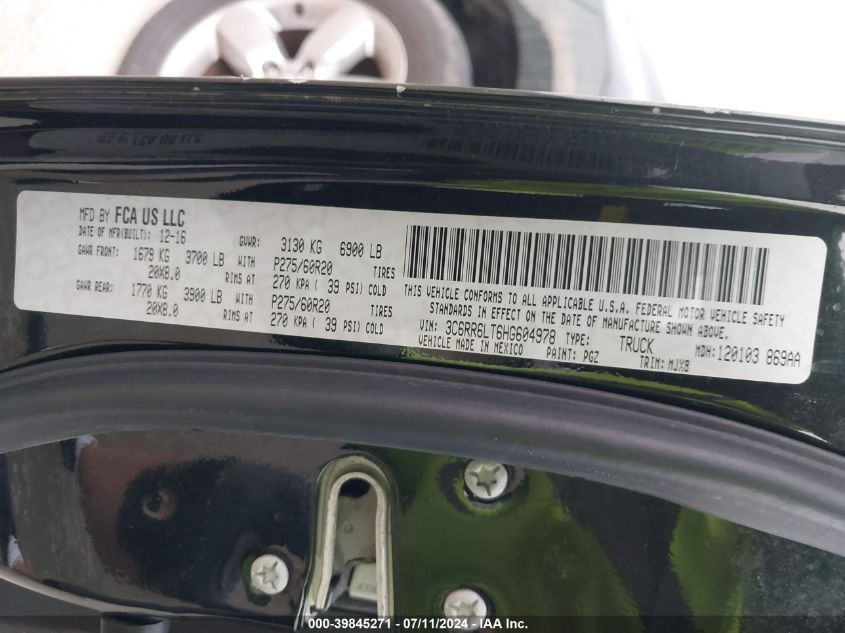 MFD BY FCA US LLC
DATE OF MFR(BUILT): 12-16 GVWR: 3130 KG 6900 LB
GAWR FRONT: 1679 KG 3700 LB WITH P275/60R20 TIRES
20X8.0 RIMS AT 270 KPA ( 39 PSI) COLD
GAWR REAR: 1770 KG 3900 LB WITH P275/60R20 TIRES
20X8.0 RIMS AT 270 KPA ( 39 PSI) COLD
THIS VEHICLE CONFORMS TO ALL APPLICABLE U.S.A. FEDERAL MOTOR VEHICLE SAFETY
STANDARDS IN EFFECT ON THE DATE OF MANUFACTURE SHOWN ABOVE.
VIN: 3C6RR6LT6HG604978 TYPE: TRUCK MDH: 120103 869AA
VEHICLE MADE IN MEXICO PAINT: PGZ TRIM: MJX8
000-39845271 - 07/11/2024 - IAA Inc.